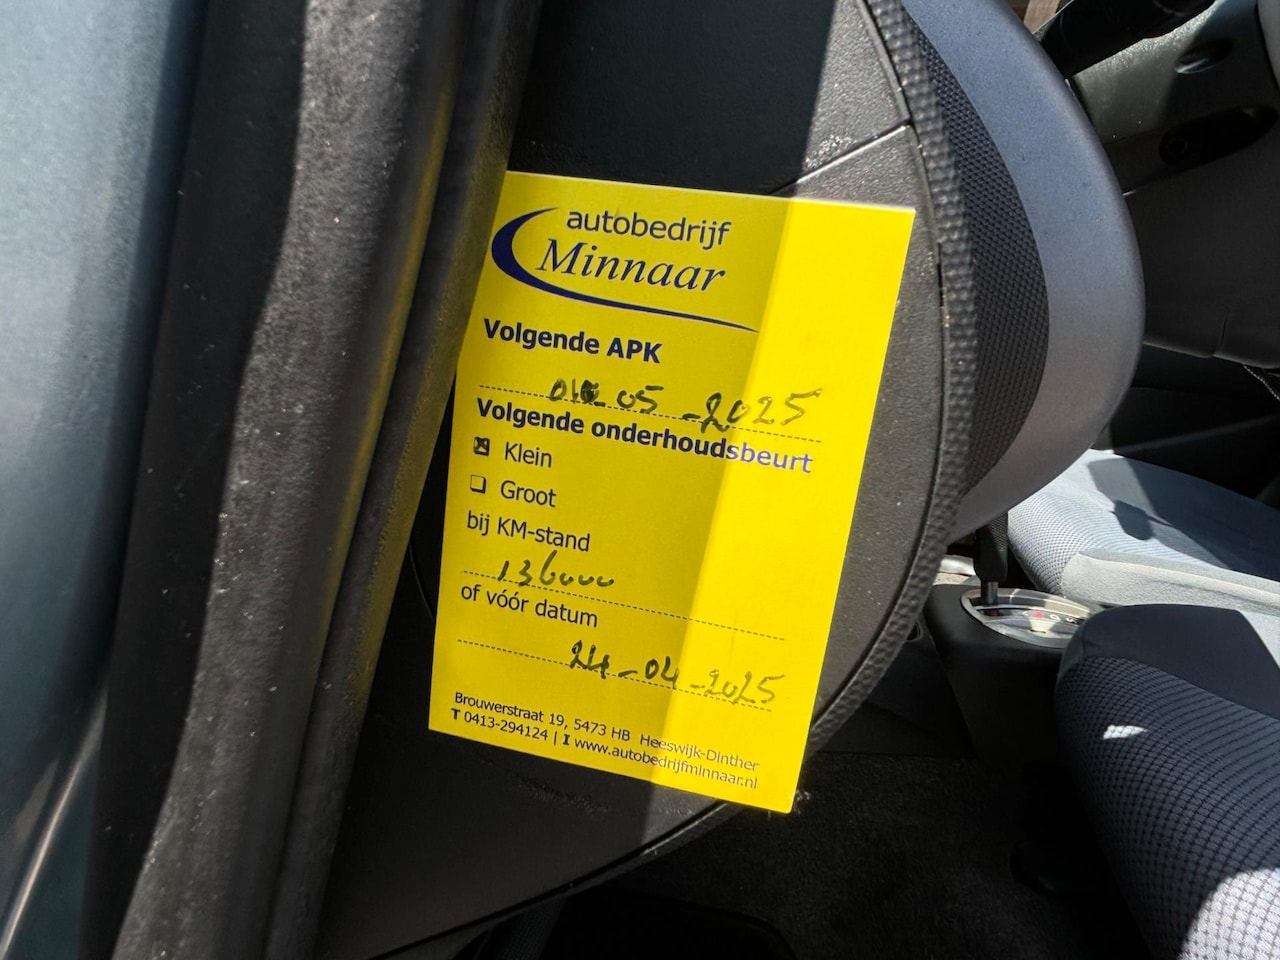 autobedrijf
Minnaar
Volgende APK
05-2025
Volgende onderhoudsbeurt
Klein
Groot
bij KM-stand
136000
of vóór datum
24-04-2025
Brouwerstraat 19, 5473 HB Heeswijk-Dinther
T 0413-294124 | I www.autobedrijfminnaar.nl